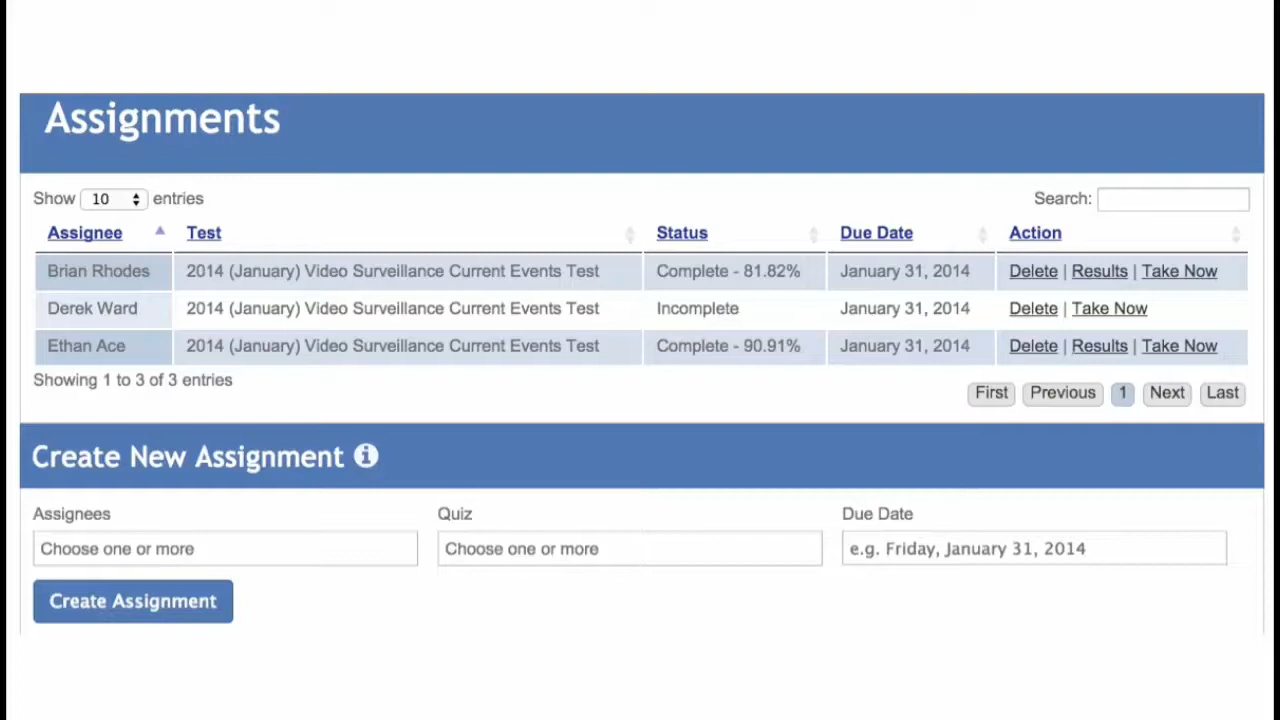 Assignments
Show 10 entries Search:
Assignee Test Status Due Date Action
Brian Rhodes 2014 (January) Video Surveillance Current Events Test Complete - 81.82% January 31, 2014 Delete | Results | Take Now
Derek Ward 2014 (January) Video Surveillance Current Events Test Incomplete January 31, 2014 Delete | Take Now
Ethan Ace 2014 (January) Video Surveillance Current Events Test Complete - 90.91% January 31, 2014 Delete | Results | Take Now
Showing 1 to 3 of 3 entries
First Previous 1 Next Last
Create New Assignment
Assignees Quiz Due Date
Choose one or more Choose one or more e.g. Friday, January 31, 2014
Create Assignment